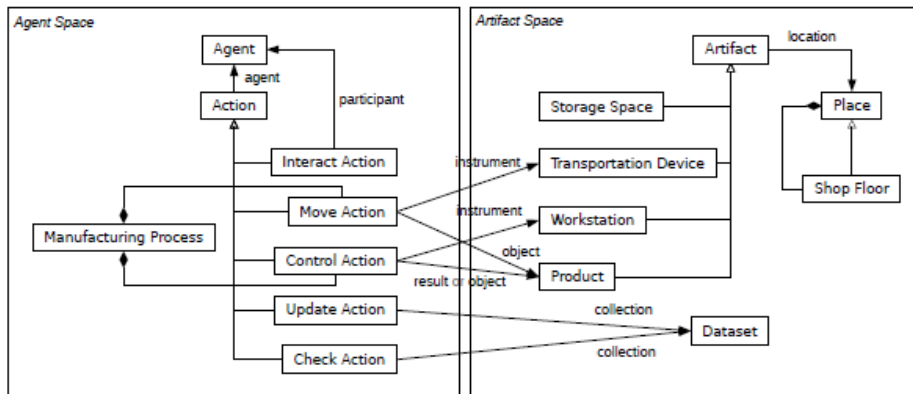 Agent Space
Artifact Space
Agent
Artifact
location
agent
Action
participant
Storage Space
Place
Interact Action
instrument
Transportation Device
Move Action
Shop Floor
instrument
Workstation
Manufacturing Process
Control Action
object
result or object
Product
Update Action
collection
Dataset
Check Action
collection